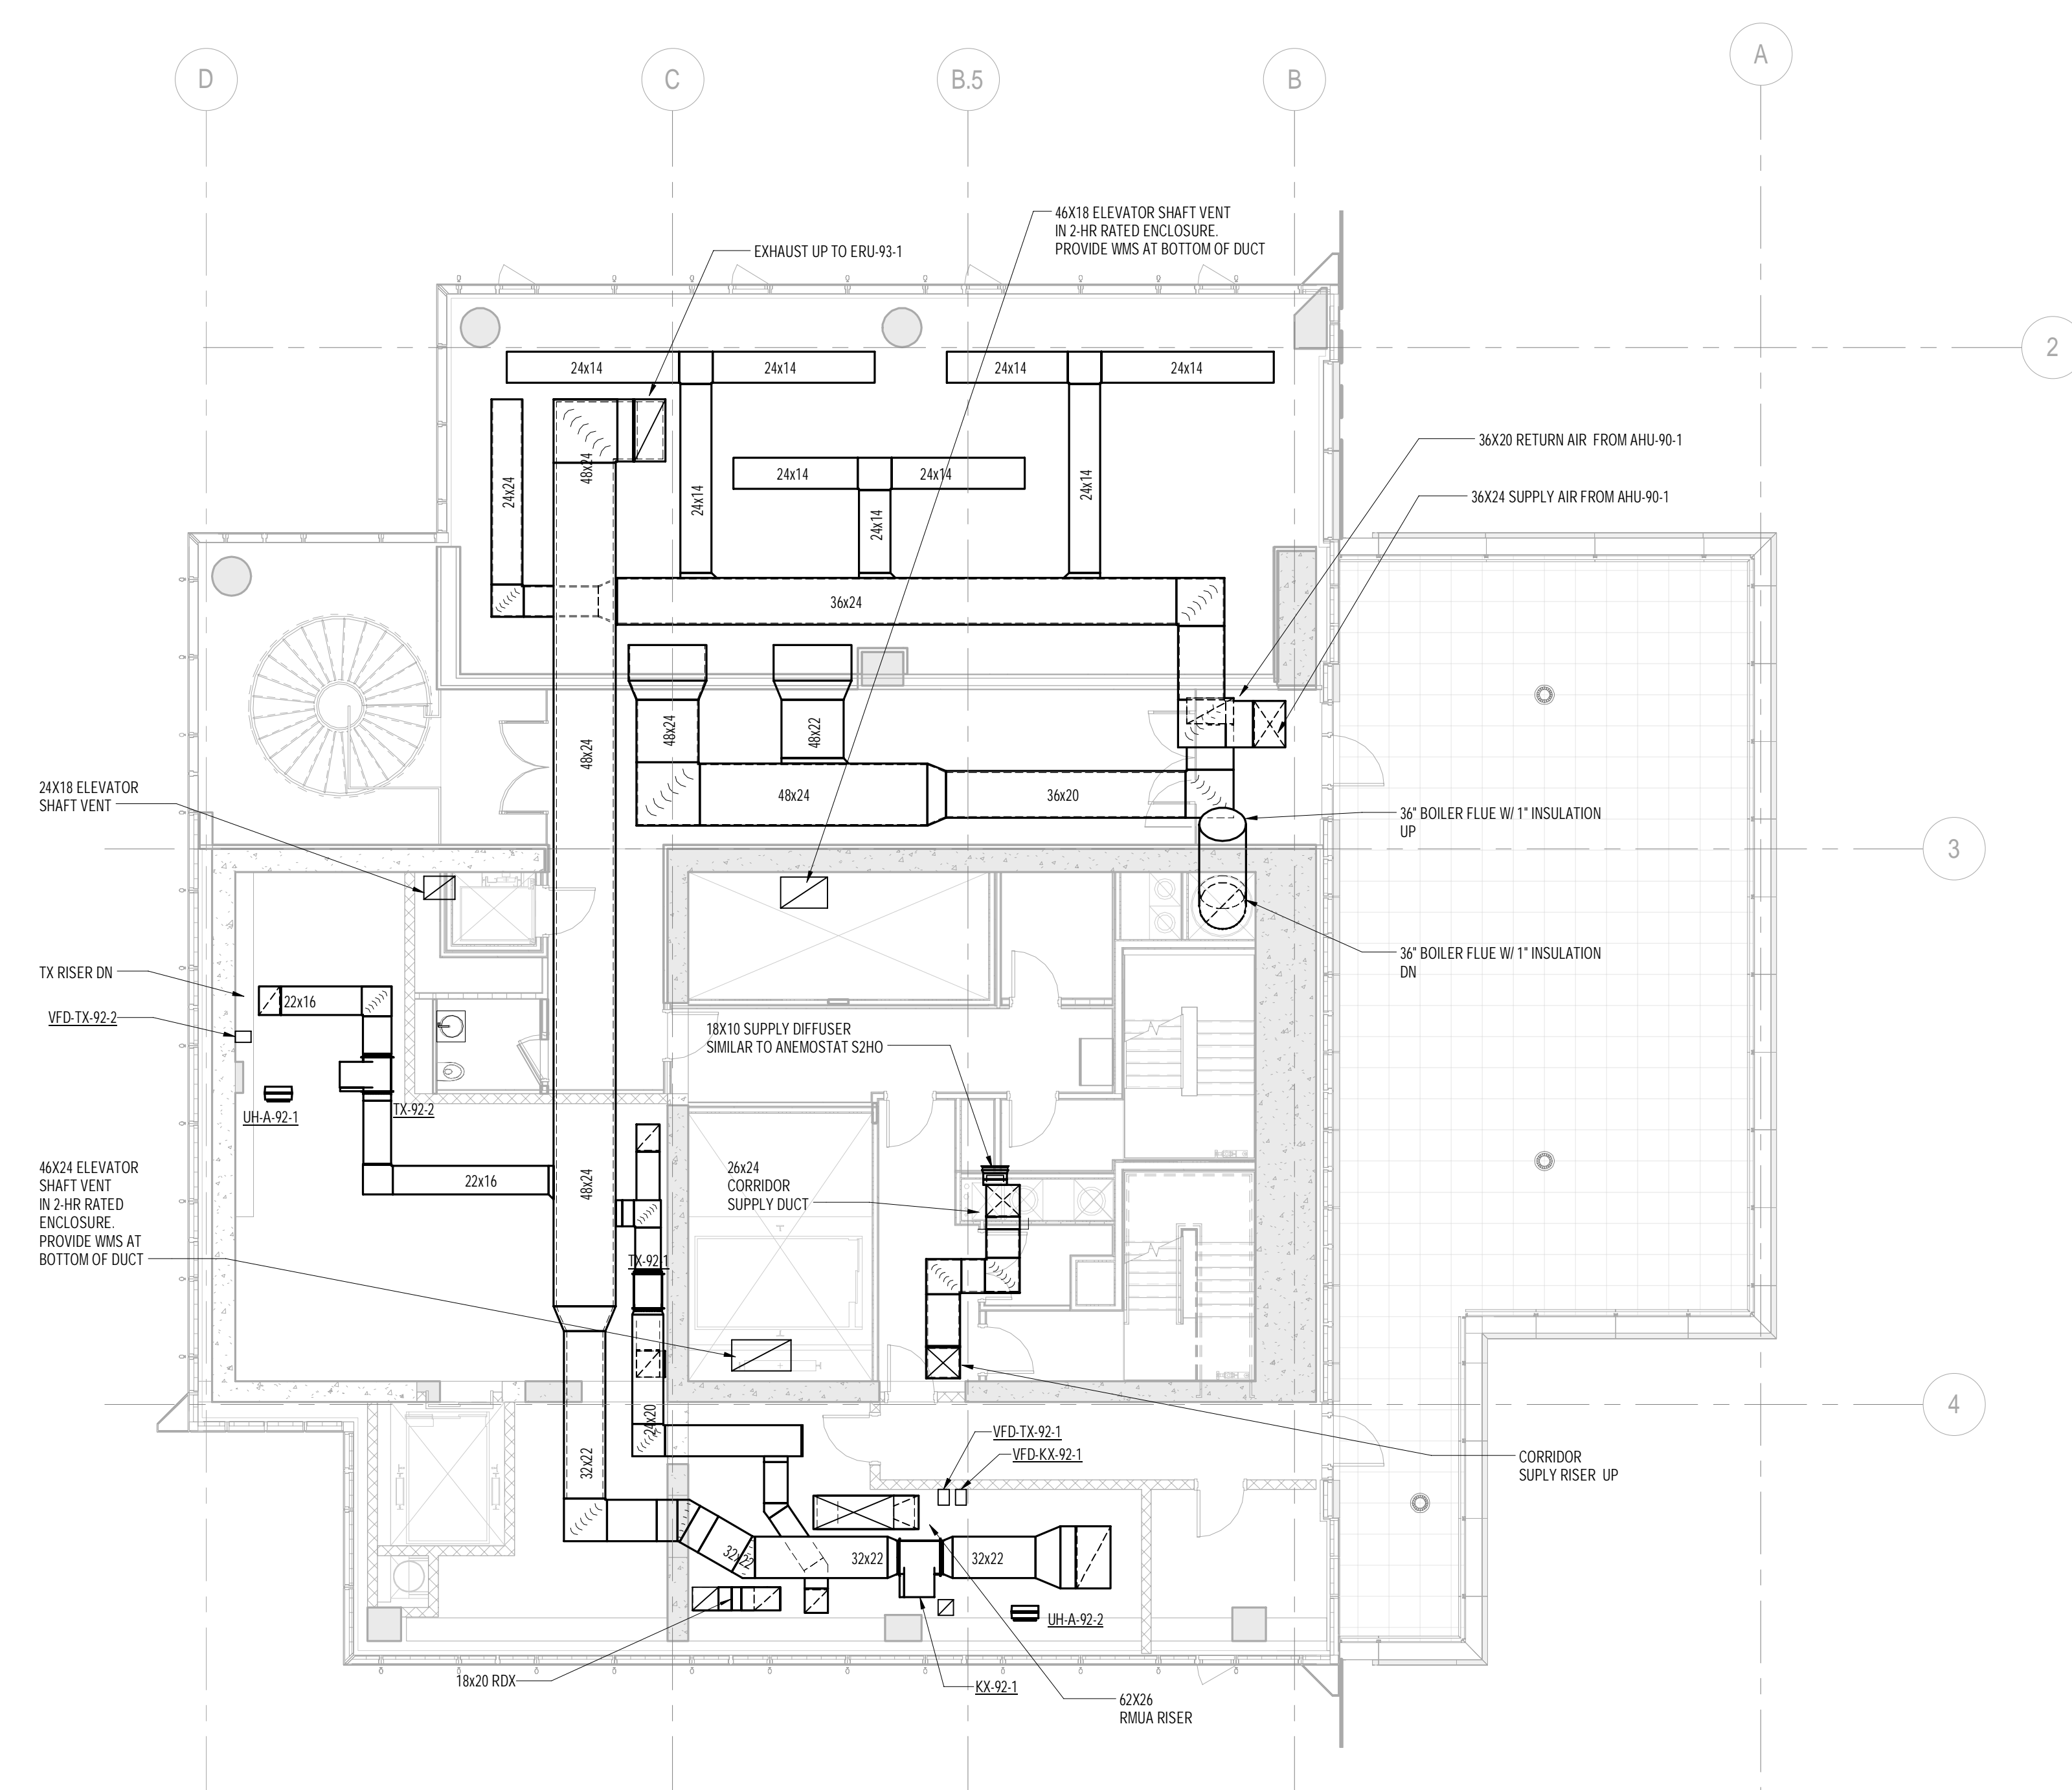 D
C
B.5
B
A
46X18 ELEVATOR SHAFT VENT
IN 2-HR RATED ENCLOSURE.
PROVIDE WMS AT BOTTOM OF DUCT
EXHAUST UP TO ERU-93-1
2
24x14
24x14
24x14
24x14
36X20 RETURN AIR  FROM AHU-90-1
48x24
24x14
24x14
24x24
24x14
24x14
24x14
36X24 SUPPLY AIR FROM AHU-90-1
36x24
48x24
48x24
48x22
24X18 ELEVATOR
SHAFT VENT
48x24
36x20
36" BOILER FLUE W/ 1" INSULATION
UP
3
36" BOILER FLUE W/ 1" INSULATION
DN
TX RISER DN
22x16
VFD-TX-92-2
18X10 SUPPLY DIFFUSER
SIMILAR TO ANEMOSTAT S2HO
UH-A-92-1
TX-92-2
46X24 ELEVATOR
SHAFT VENT
IN 2-HR RATED
ENCLOSURE.
PROVIDE WMS AT
BOTTOM OF DUCT
22x16
48x24
26x24
CORRIDOR
SUPPLY DUCT
TX-92-1
4
24x20
32x22
VFD-TX-92-1
VFD-KX-92-1
CORRIDOR
SUPLY RISER  UP
32x22
32x22
32x22
UH-A-92-2
18x20 RDX
KX-92-1
62X26
RMUA RISER